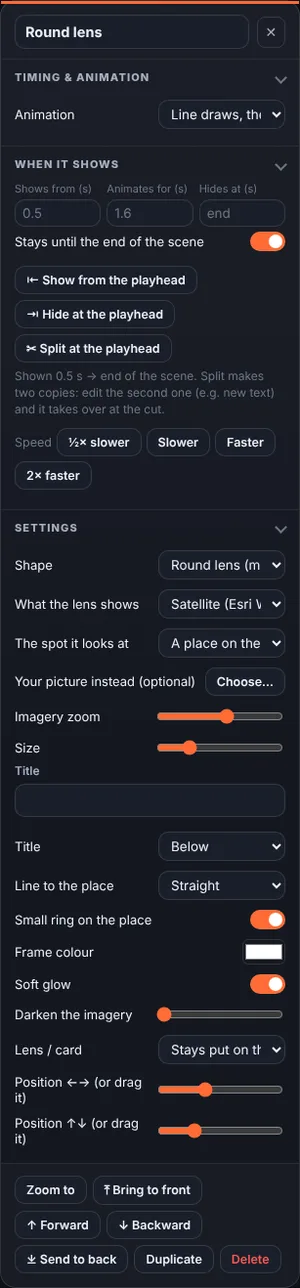 Round lens
✕
TIMING & ANIMATION
Animation Line draws, the
WHEN IT SHOWS
Shows from (s) Animates for (s) Hides at (s)
0.5 1.6 end
Stays until the end of the scene
⇤ Show from the playhead
⇥ Hide at the playhead
✂ Split at the playhead
Shown 0.5 s → end of the scene. Split makes
two copies: edit the second one (e.g. new text)
and it takes over at the cut.
Speed ½× slower Slower Faster
2× faster
SETTINGS
Shape Round lens (m
What the lens shows Satellite (Esri
The spot it looks at A place on the
Your picture instead (optional) Choose...
Imagery zoom
Size
Title
Title Below
Line to the place Straight
Small ring on the place
Frame colour
Soft glow
Darken the imagery
Lens / card Stays put on
Position ←→ (or drag
it)
Position ↑↓ (or drag
it)
Zoom to ⤒ Bring to front
↑ Forward ↓ Backward
⤓ Send to back Duplicate Delete